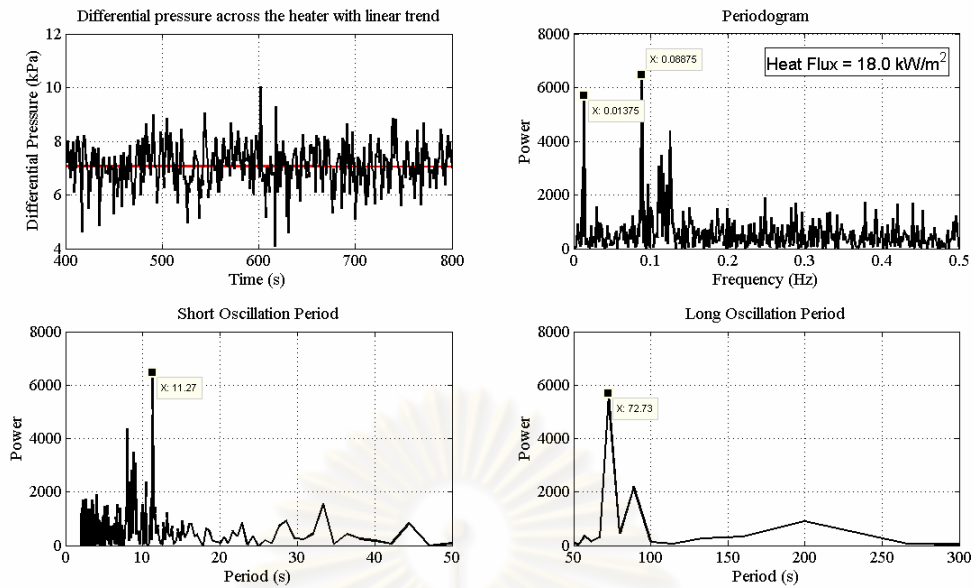 Differential pressure across the heater with linear trend
Differential Pressure (kPa)
12
10
8
6
4
400
500
600
700
800
Time (s)
Periodogram
Power
8000
6000
4000
2000
0
X: 0.08875
X: 0.01375
Heat Flux = 18.0 kW/m²
0
0.1
0.2
0.3
0.4
0.5
Frequency (Hz)
Short Oscillation Period
Power
8000
6000
4000
2000
0
X: 11.27
0
10
20
30
40
50
Period (s)
Long Oscillation Period
Power
8000
6000
4000
2000
0
X: 72.73
50
100
150
200
250
300
Period (s)